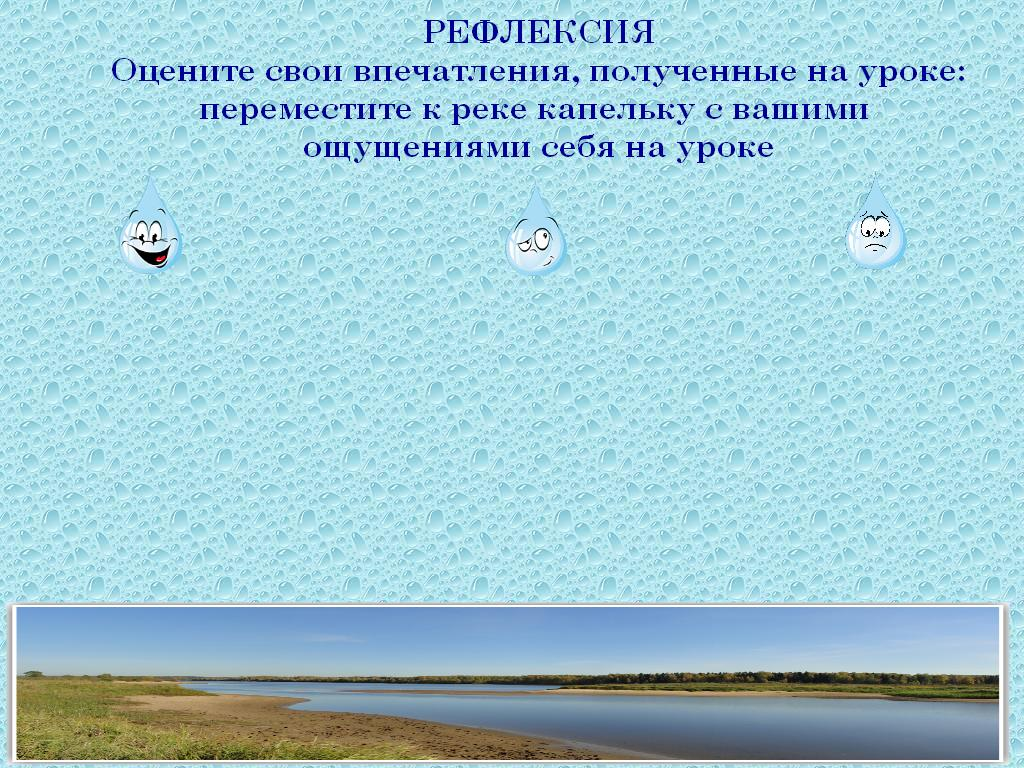 РЕФЛЕКСИЯ
Оцените свои впечатления, полученные на уроке:
переместите к реке капельку с вашими
ощущениями себя на уроке